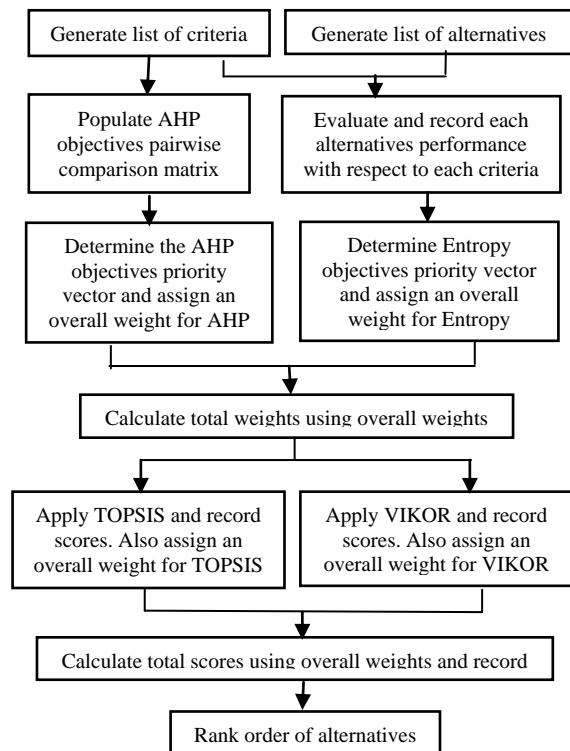 Generate list of criteria
Generate list of alternatives
Populate AHP
objectives pairwise
comparison matrix
Evaluate and record each
alternatives performance
with respect to each criteria
Determine the AHP
objectives priority
vector and assign an
overall weight for AHP
Determine Entropy
objectives priority vector
and assign an overall
weight for Entropy
Calculate total weights using overall weights
Apply TOPSIS and record
scores. Also assign an
overall weight for TOPSIS
Apply VIKOR and record
scores. Also assign an
overall weight for VIKOR
Calculate total scores using overall weights and record
Rank order of alternatives